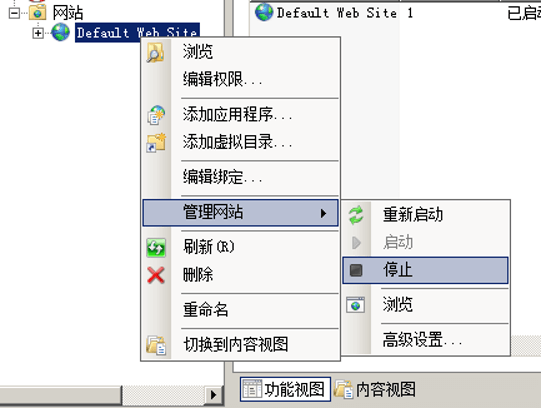 网站
Default Web Site
Default Web Site 1 已启动
浏览
编辑权限...
添加应用程序...
添加虚拟目录...
编辑绑定...
管理网站
刷新(R)
删除
重命名
切换到内容视图
重新启动
启动
停止
浏览
高级设置...
功能视图 内容视图